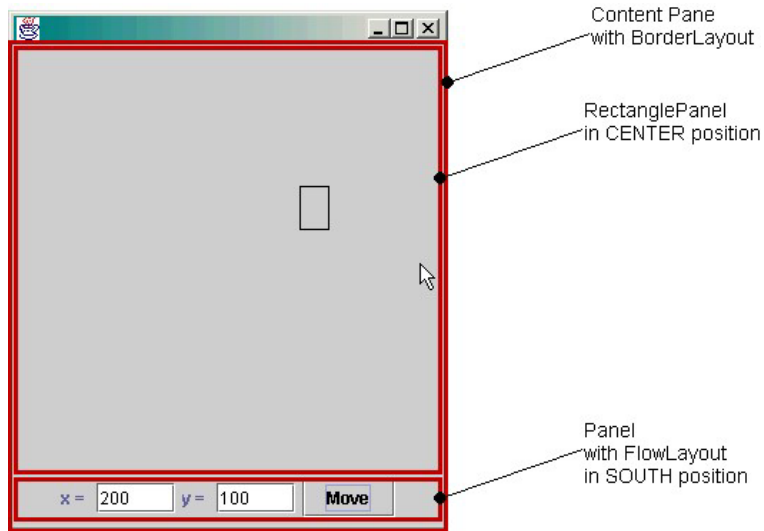 Content Pane
with BorderLayout
RectanglePanel
in CENTER position
Panel
with FlowLayout
in SOUTH position
x = 200 y = 100 Move